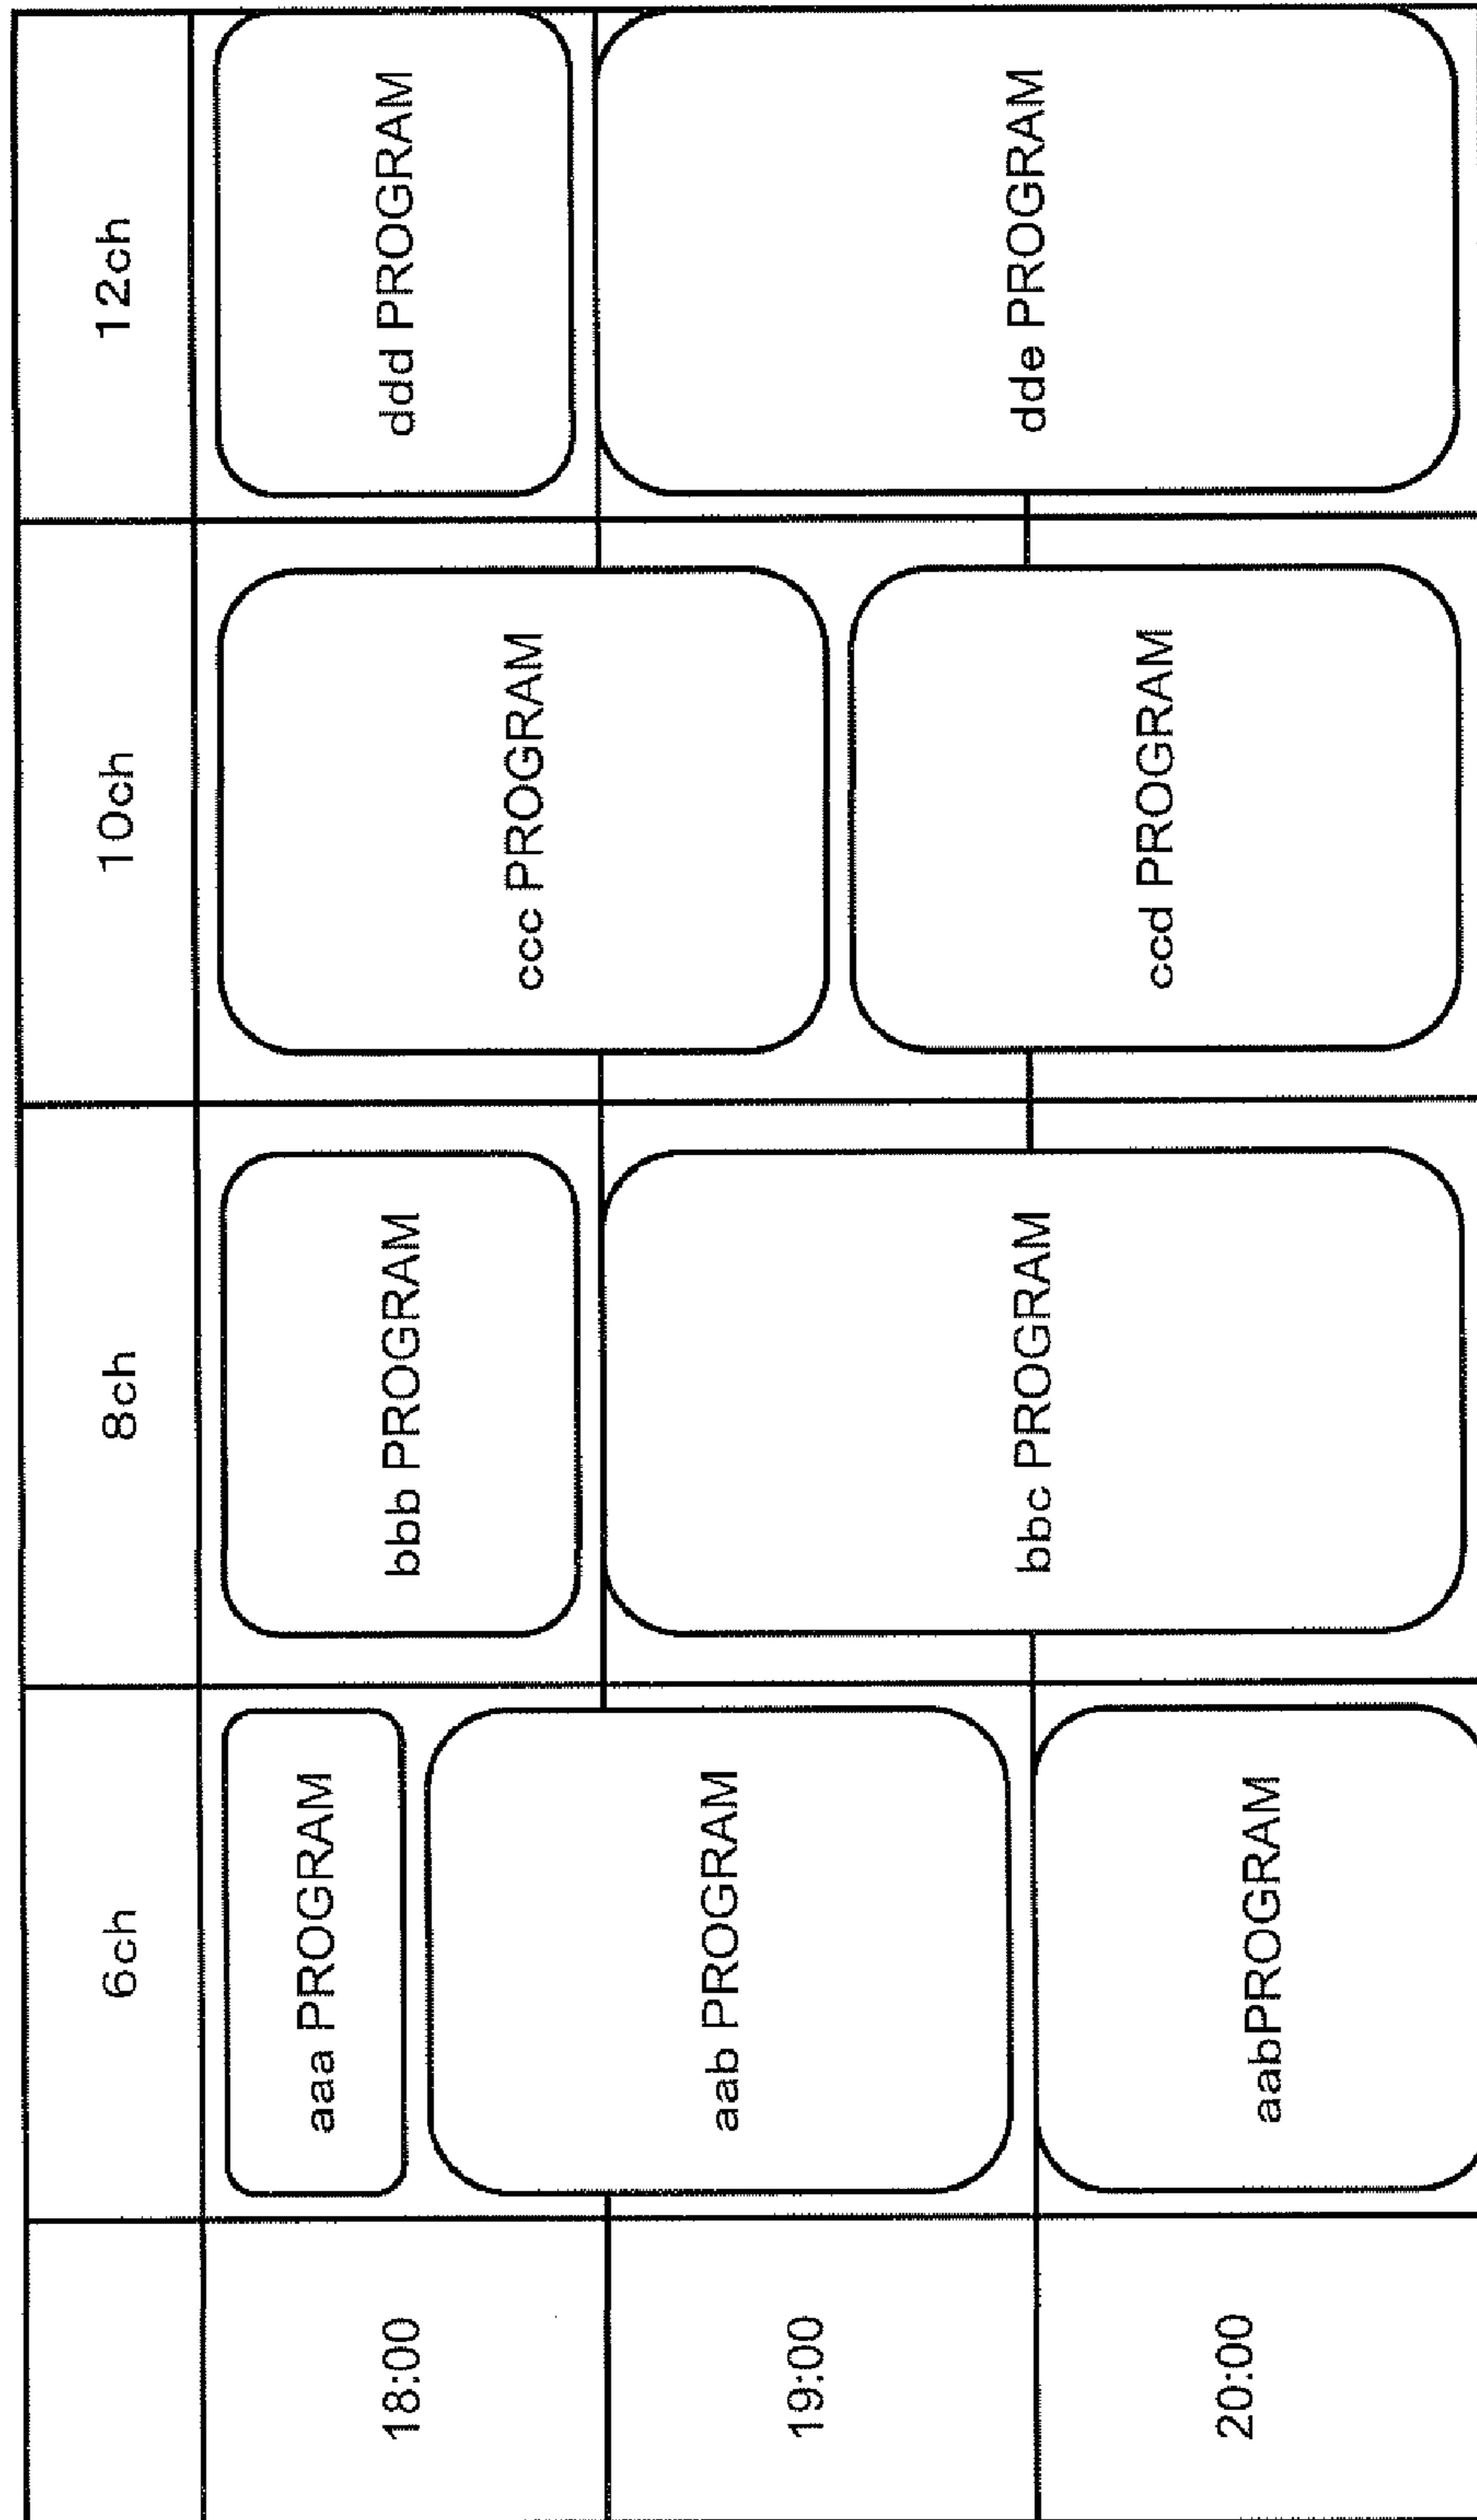 6ch
8ch
10ch
12ch
18:00
aaa PROGRAM
bbb PROGRAM
ccc PROGRAM
ddd PROGRAM
19:00
aab PROGRAM
bbc PROGRAM
dde PROGRAM
ccd PROGRAM
20:00
aabPROGRAM